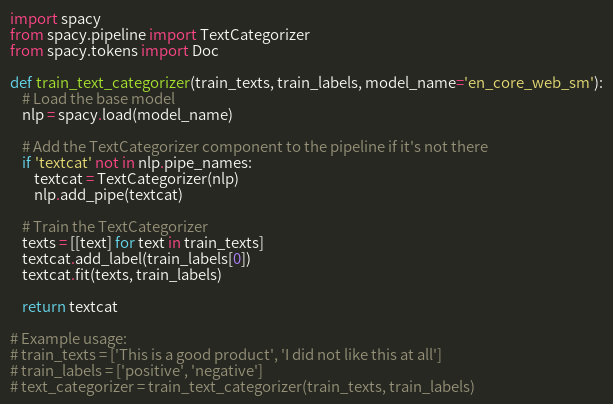 import spacy
from spacy.pipeline import TextCategorizer
from spacy.tokens import Doc

def train_text_categorizer(train_texts, train_labels, model_name='en_core_web_sm'):
    # Load the base model
    nlp = spacy.load(model_name)

    # Add the TextCategorizer component to the pipeline if it's not there
    if 'textcat' not in nlp.pipe_names:
        textcat = TextCategorizer(nlp)
        nlp.add_pipe(textcat)

    # Train the TextCategorizer
    texts = [[text] for text in train_texts]
    textcat.add_label(train_labels[0])
    textcat.fit(texts, train_labels)

    return textcat

# Example usage:
# train_texts = ['This is a good product', 'I did not like this at all']
# train_labels = ['positive', 'negative']
# text_categorizer = train_text_categorizer(train_texts, train_labels)